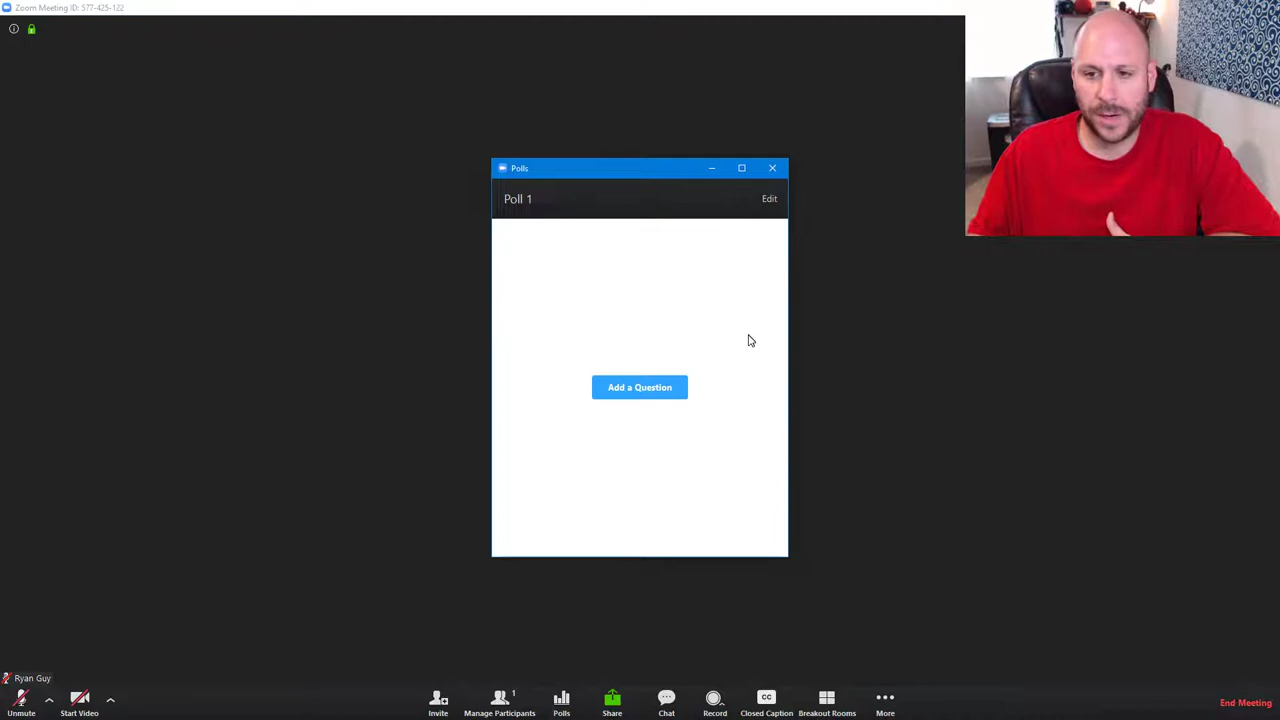 Zoom Meeting ID: 577-425-122
Polls
Poll 1
Edit
Add a Question
Ryan Guy
Unmute
Start Video
Invite
1
Manage Participants
Polls
Share
Chat
Record
CC
Closed Caption
Breakout Rooms
More
End Meeting